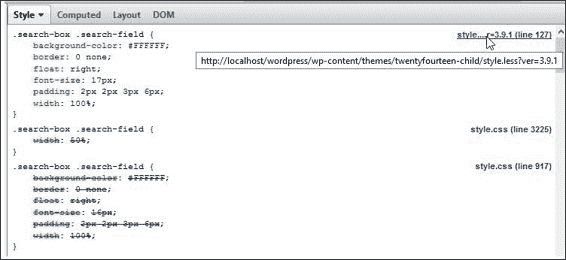 Style Computed Layout DOM
.search-box .search-field { style....r=3.9.1 (line 127)
background-color: #FFFFFF;
http://localhost/wordpress/wp-content/themes/twentyfourteen-child/style.less?ver=3.9.1
border: 0 none;
float: right;
font-size: 17px;
padding: 2px 2px 3px 6px;
width: 100%;
}
.search-box .search-field { style.css (line 3225)
width: 50%;
}
.search-box .search-field { style.css (line 917)
background-color: #FFFFFF;
border: 0 none;
float: right;
font-size: 16px;
padding: 2px 2px 3px 6px;
width: 100%;
}